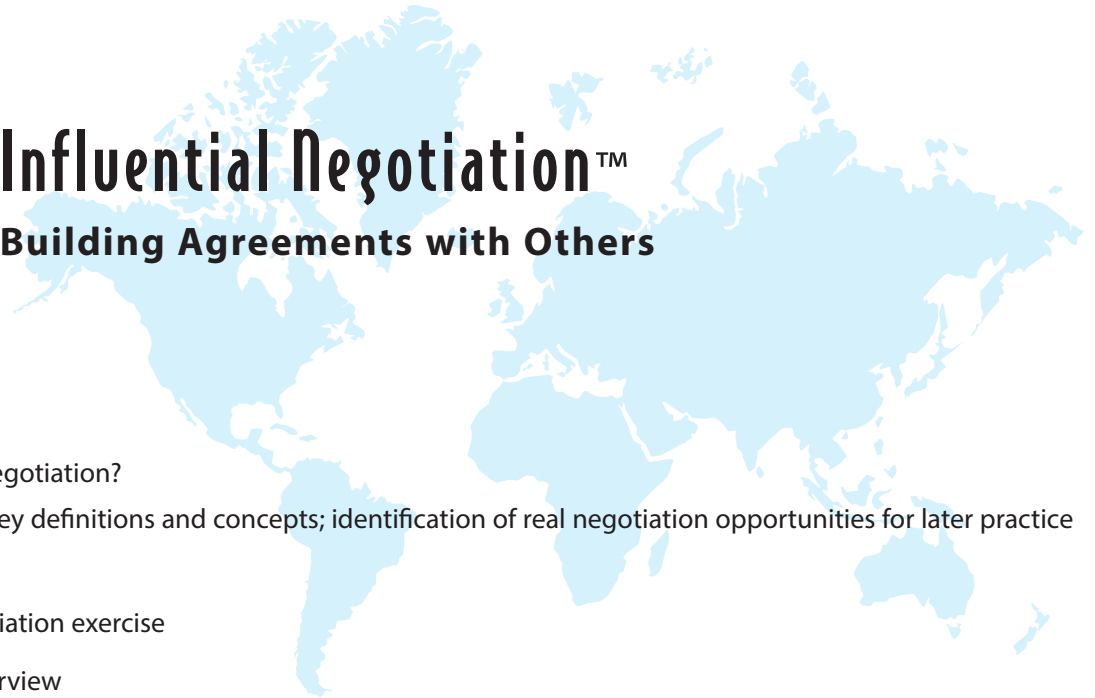 Influential Negotiation™
Building Agreements with Others
egotiation?
ey definitions and concepts; identification of real negotiation opportunities for later practice
iation exercise
rview